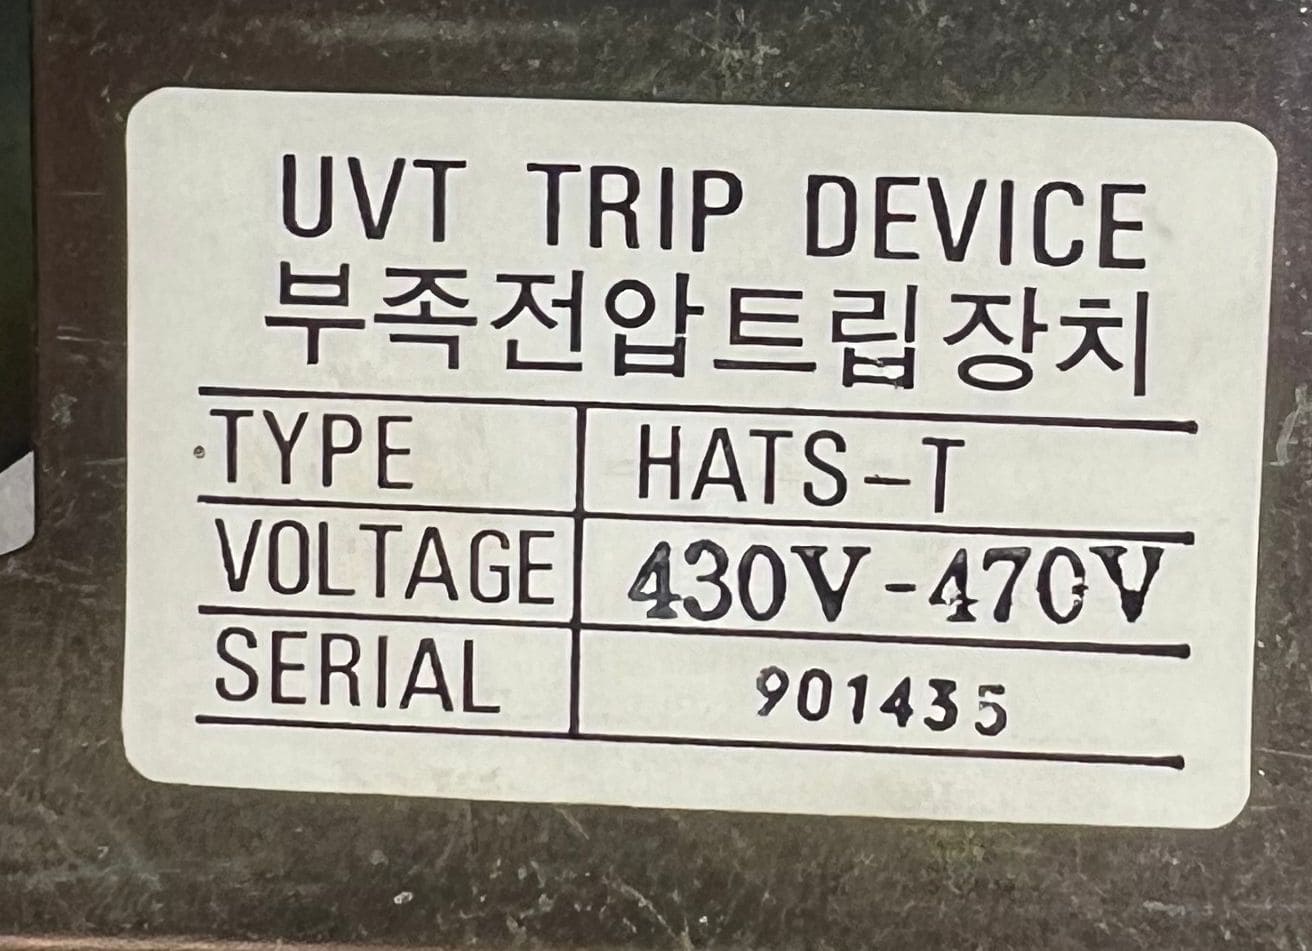 UVT TRIP DEVICE
부족전압트립장치
TYPE HATS-T
VOLTAGE 430V-470V
SERIAL 901435